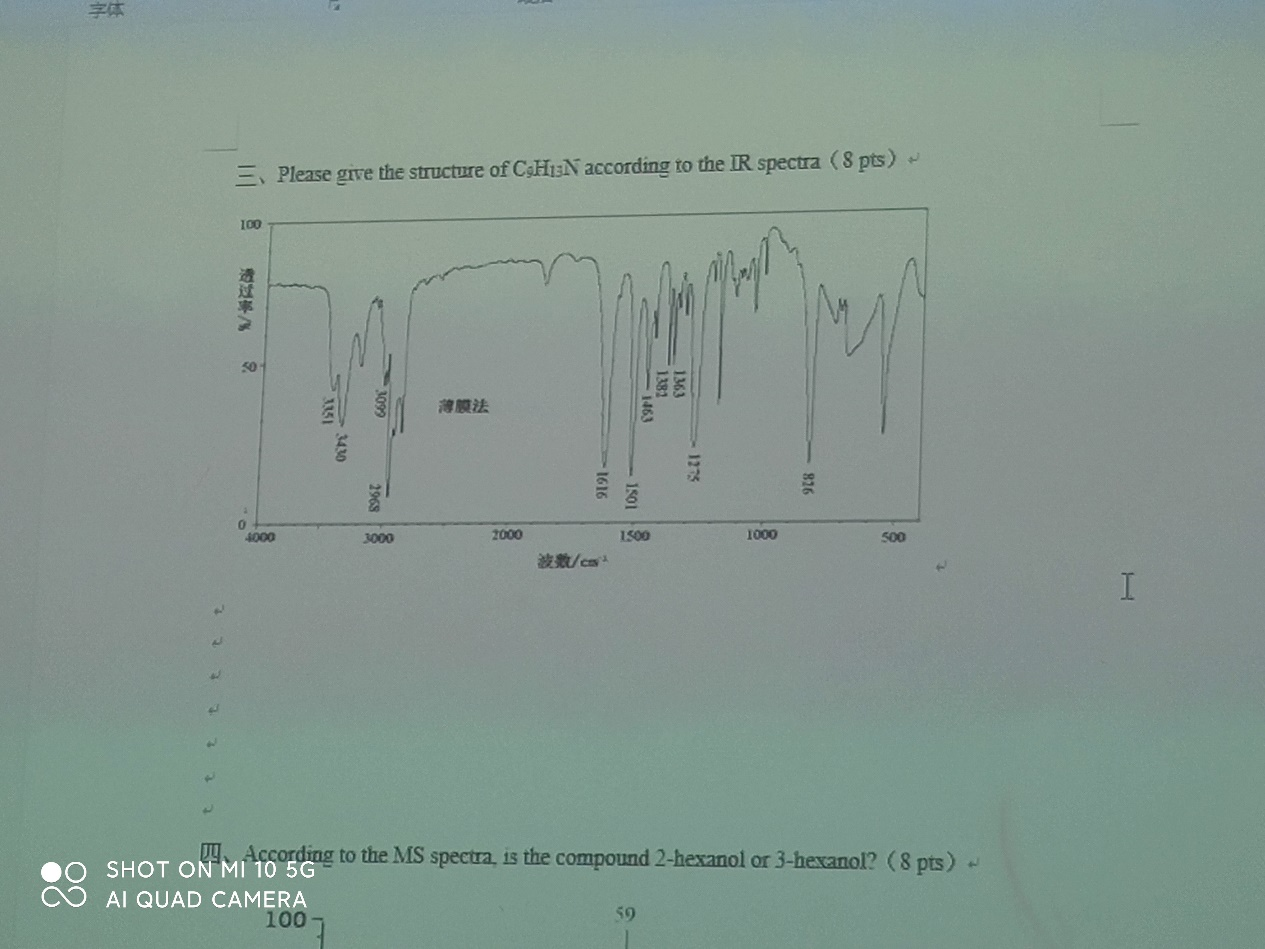 字体
三、Please give the structure of C₉H₁₃N according to the IR spectra（8 pts）
100
透过率/%
50
0
3351
3430
3099
2968
薄膜法
1616
1501
1463
1382
1363
1275
826
4000 3000 2000 1500 1000 500
波数/cm⁻¹
四、According to the MS spectra, is the compound 2-hexanol or 3-hexanol?（8 pts）
SHOT ON MI 10 5G
AI QUAD CAMERA
100
59